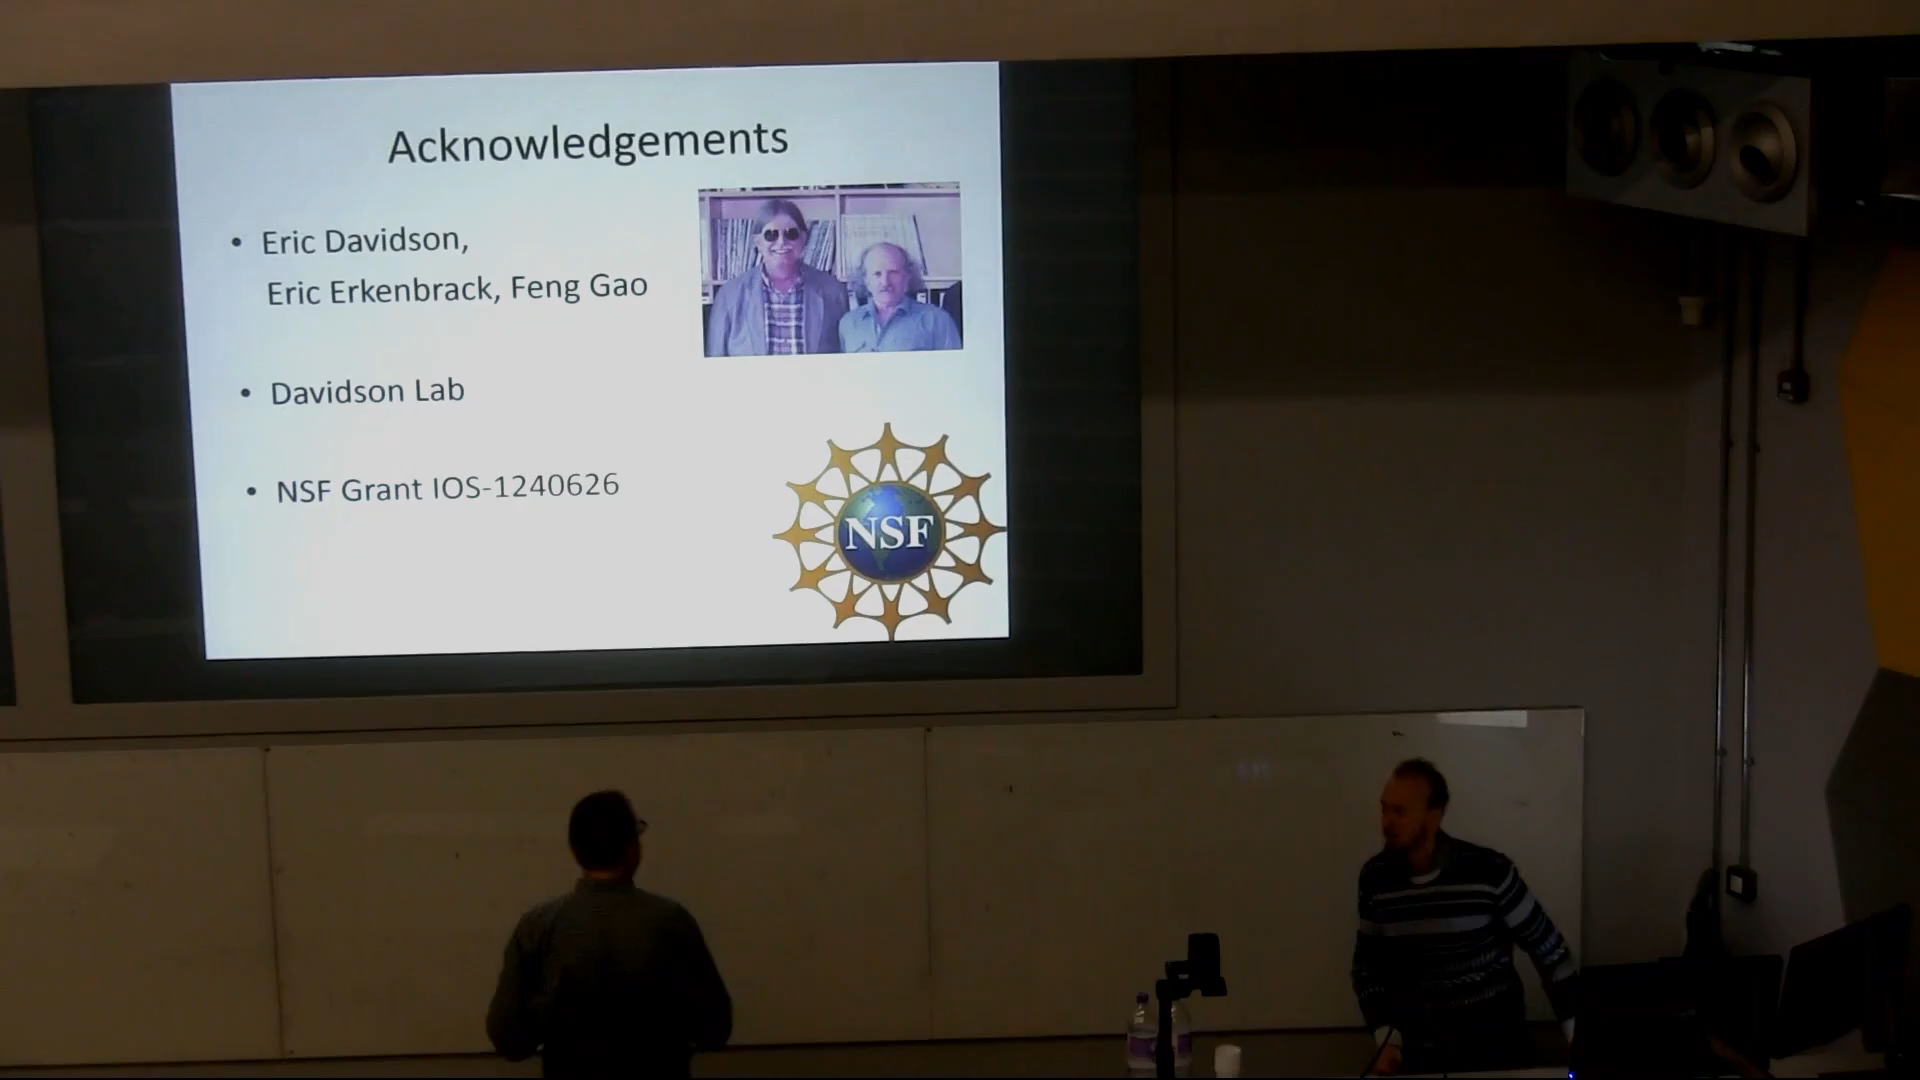 Acknowledgements
• Eric Davidson,
Eric Erkenbrack, Feng Gao
• Davidson Lab
• NSF Grant IOS-1240626
NSF